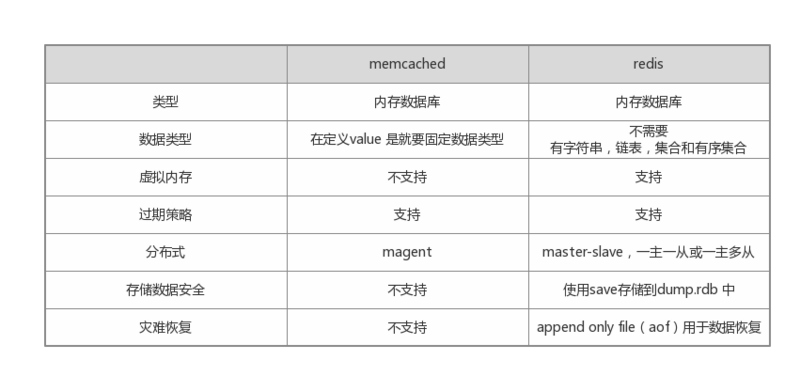 memcached redis
类型 内存数据库 内存数据库
数据类型 在定义value 是就要固定数据类型 不需要
有字符串，链表，集合和有序集合
虚拟内存 不支持 支持
过期策略 支持 支持
分布式 magent master-slave，一主一从或一主多从
存储数据安全 不支持 使用save存储到dump.rdb 中
灾难恢复 不支持 append only file（aof）用于数据恢复